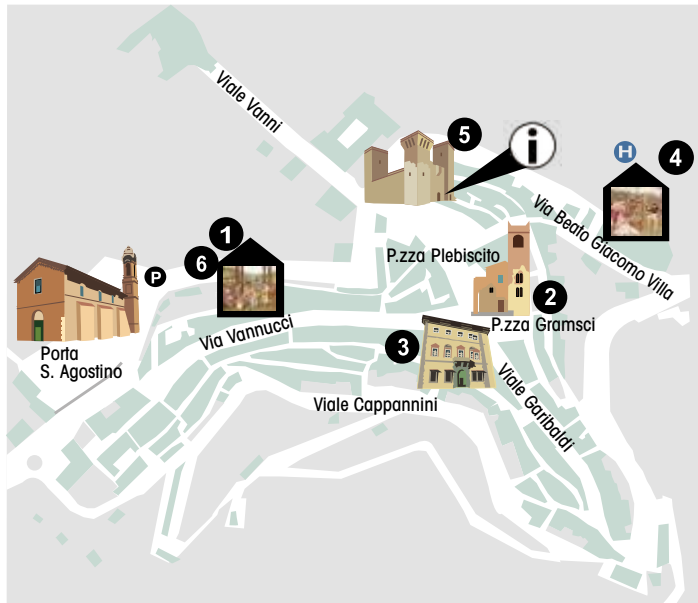 Viale Vanni
5
i
H
4
Via Beato Giacomo Villa
1
6
P
P.zza Plebiscito
2
P.zza Gramsci
Porta
S. Agostino
Via Vannucci
3
Viale Cappannini
Viale Garibaldi